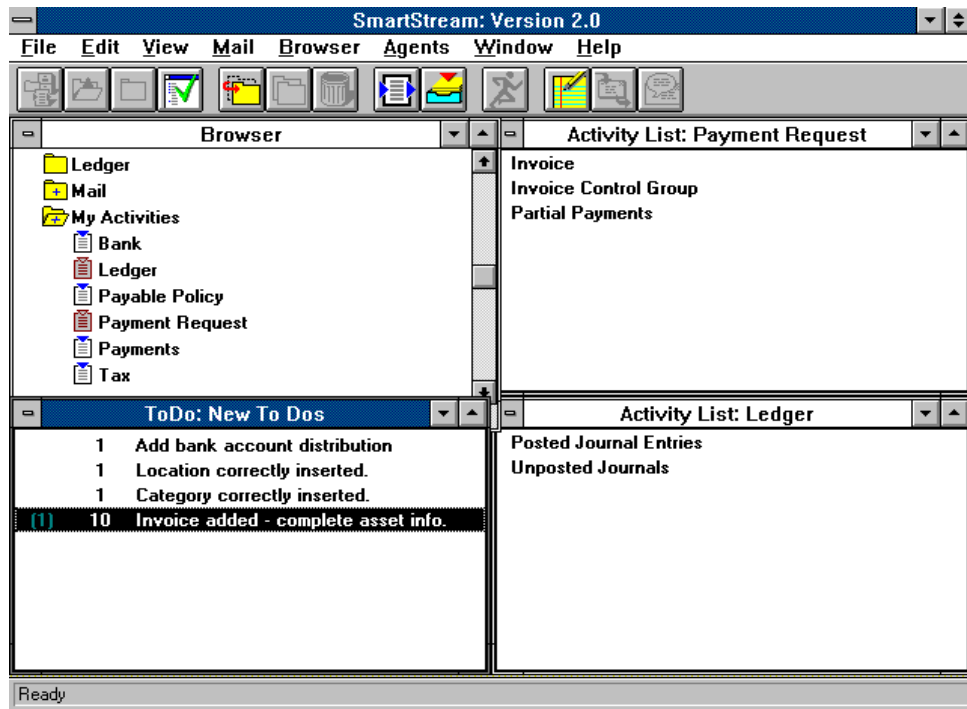 SmartStream: Version 2.0
File Edit View Mail Browser Agents Window Help
Browser
Ledger
Mail
My Activities
Bank
Ledger
Payable Policy
Payment Request
Payments
Tax
Activity List: Payment Request
Invoice
Invoice Control Group
Partial Payments
ToDo: New To Dos
1 Add bank account distribution
1 Location correctly inserted.
1 Category correctly inserted.
(1) 10 Invoice added - complete asset info.
Activity List: Ledger
Posted Journal Entries
Unposted Journals
Ready